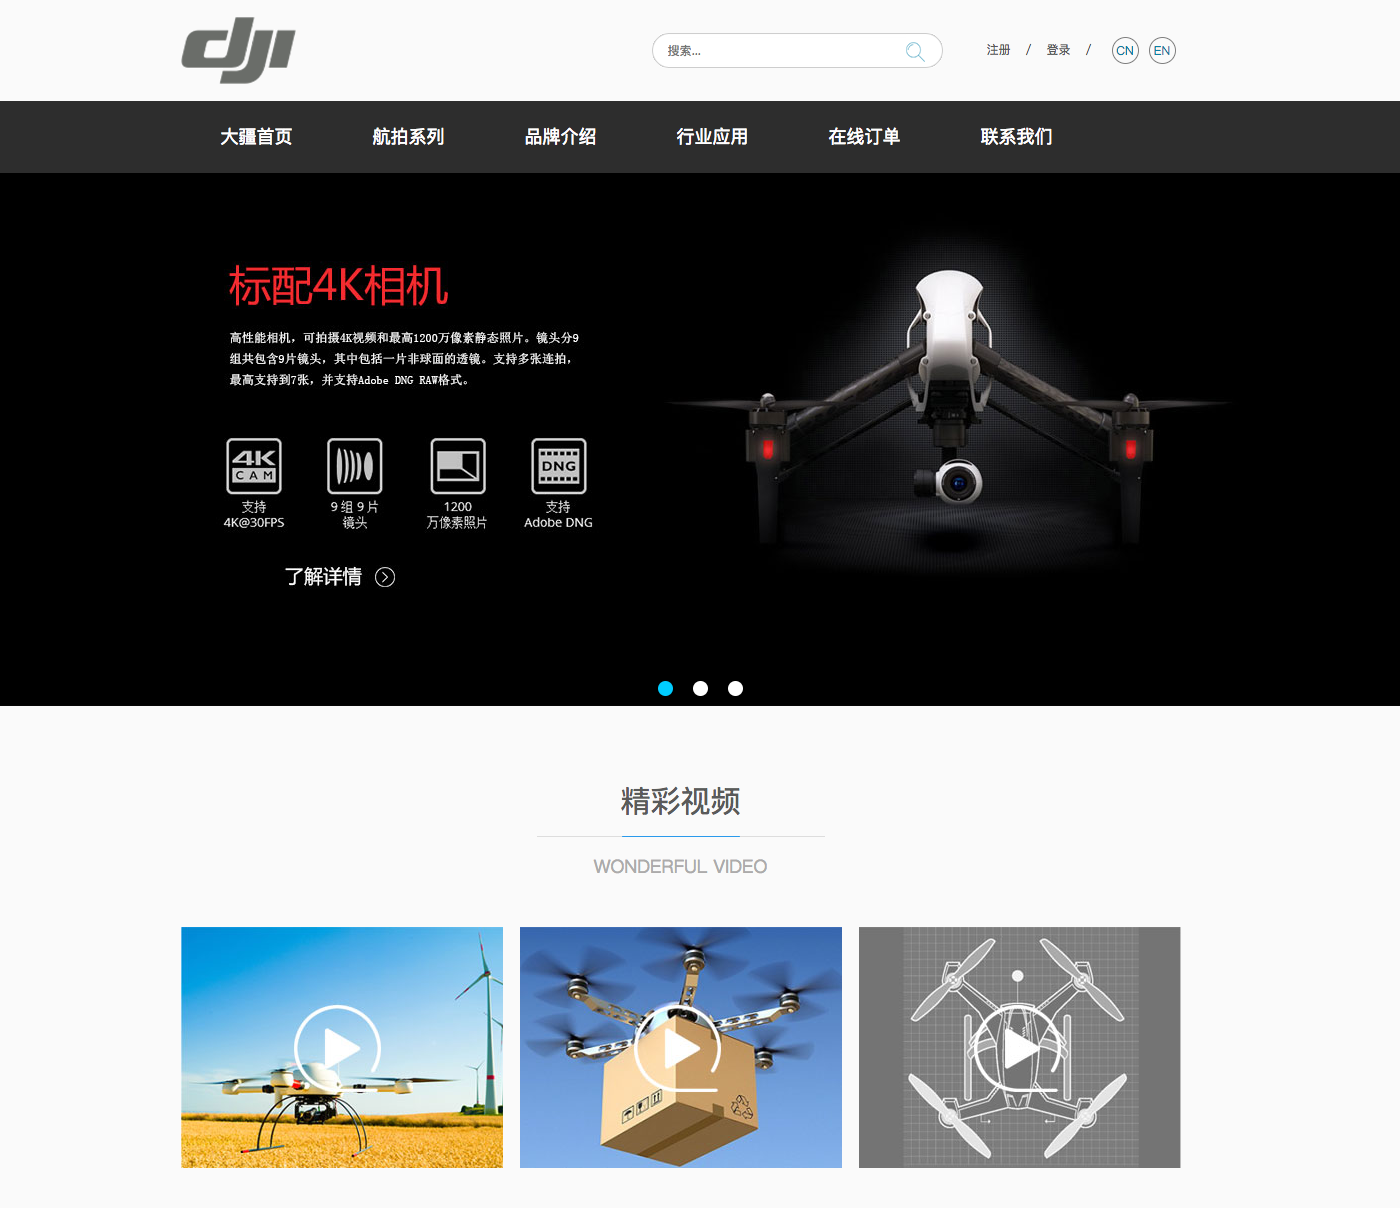 dji
搜索...
注册 / 登录 / CN EN
大疆首页 航拍系列 品牌介绍 行业应用 在线订单 联系我们
标配4K相机
高性能相机，可拍摄4K视频和最高1200万像素静态照片。镜头分9
组共包含9片镜头，其中包括一片非球面的透镜。支持多张连拍，
最高支持到7张，并支持Adobe DNG RAW格式。
4K
CAM
DNG
支持
4K@30FPS
9 组 9 片
镜头
1200
万像素照片
支持
Adobe DNG
了解详情
精彩视频
WONDERFUL VIDEO